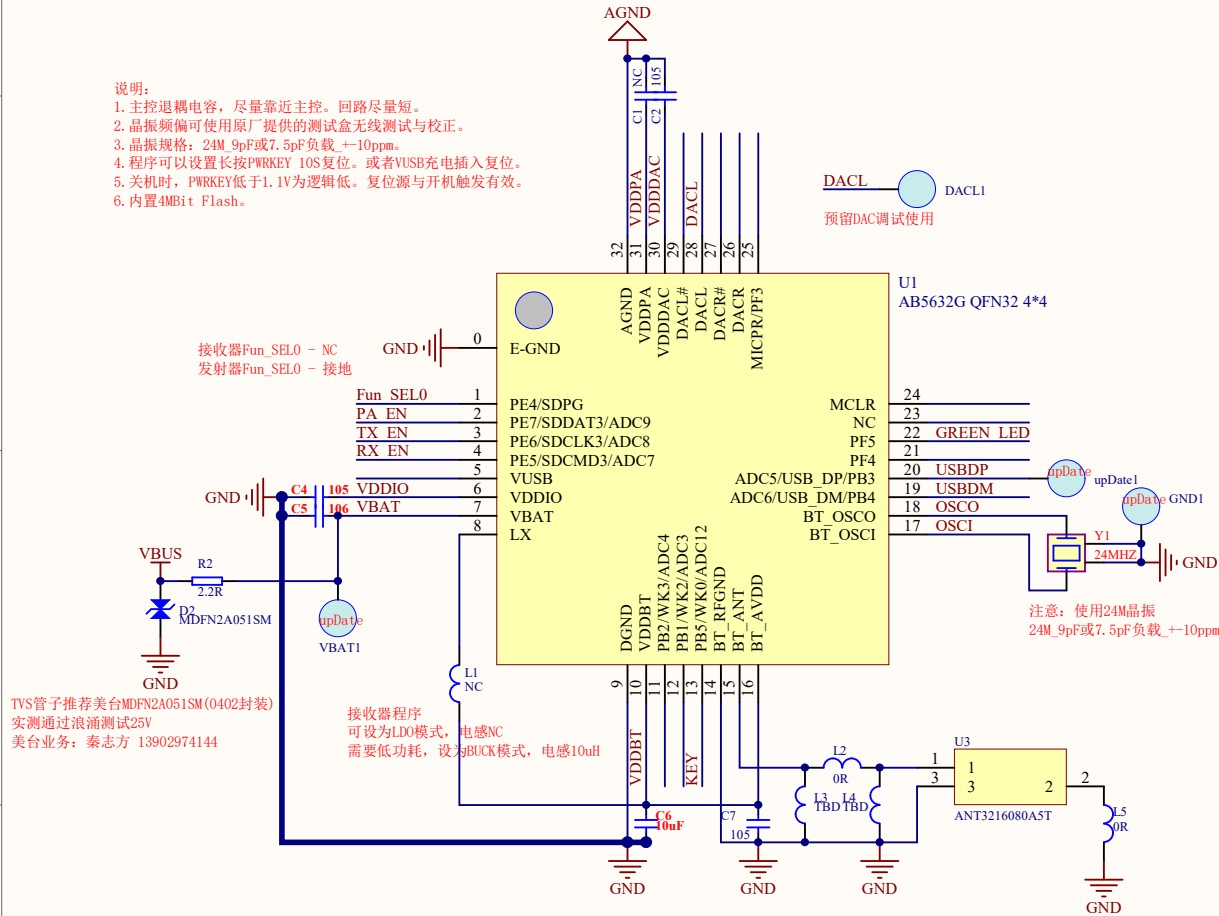 AGND
说明:
1.主控退耦电容，尽量靠近主控。回路尽量短。
2.晶振频偏可使用原厂提供的测试盒无线测试与校正。
3.晶振规格：24M_9pF或7.5pF负载_+-10ppm。
4.程序可以设置长按PWRKEY 10S复位。或者VUSB充电插入复位。
5.关机时，PWRKEY低于1.1V为逻辑低。复位源与开机触发有效。
6.内置4MBit Flash。
C1 NC
C2 105
VDDPA
VDDDAC
DACL
DACL
DACL1
预留DAC调试使用
32
31
30
29
28
27
26
25
AGND
VDDPA
VDDDAC
DACL#
DACL
DACR#
DACR
MICPR/PF3
U1
AB5632G QFN32 4*4
接收器Fun_SEL0 - NC
发射器Fun_SEL0 - 接地
GND
0
E-GND
Fun_SEL0 1 PE4/SDPG
PA_EN 2 PE7/SDDAT3/ADC9
TX_EN 3 PE6/SDCLK3/ADC8
RX_EN 4 PE5/SDCMD3/ADC7
5 VUSB
GND C4 105 VDDIO 6 VDDIO
C5 106 VBAT 7 VBAT
8 LX
MCLR 24
NC 23
PF5 22 GREEN_LED
PF4 21
ADC5/USB_DP/PB3 20 USBDP
ADC6/USB_DM/PB4 19 USBDM
BT_OSCO 18 OSCO
BT_OSCI 17 OSCI
upDate
upDate1
upDate
GND1
Y1
24MHZ
GND
注意：使用24M晶振
24M_9pF或7.5pF负载_+-10ppm
VBUS
R2
2.2R
D2
MDFN2A051SM
GND
upDate
VBAT1
TVS管子推荐美台MDFN2A051SM(0402封装)
实测通过浪涌测试25V
美台业务：秦志方 13902974144
L1
NC
接收器程序
可设为LDO模式，电感NC
需要低功耗，设为BUCK模式，电感10uH
DGND
VDDBT
PB2/WK3/ADC4
PB1/WK2/ADC3
PB5/WK0/ADC12
BT_RFGND
BT_ANT
BT_AVDD
9
10
11
12
13
14
15
16
VDDBT
KEY
C6
10uF
C7
105
L2
0R
L3
TBD
L4
TBD
U3
1 1
3 3
2 2
ANT3216080A5T
L5
0R
GND
GND
GND
GND